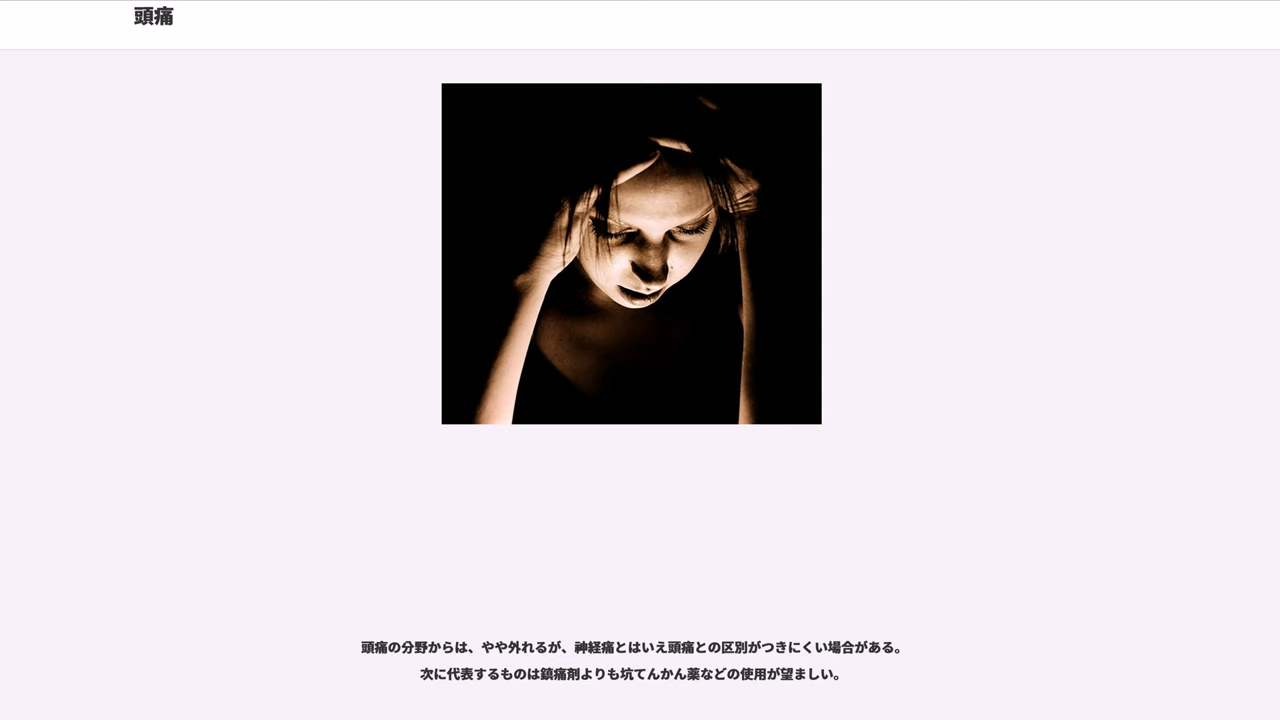 頭痛
頭痛の分野からは、やや外れるが、神経痛とはいえ頭痛との区別がつきにくい場合がある。
次に代表するものは鎮痛剤よりも坑てんかん薬などの使用が望ましい。